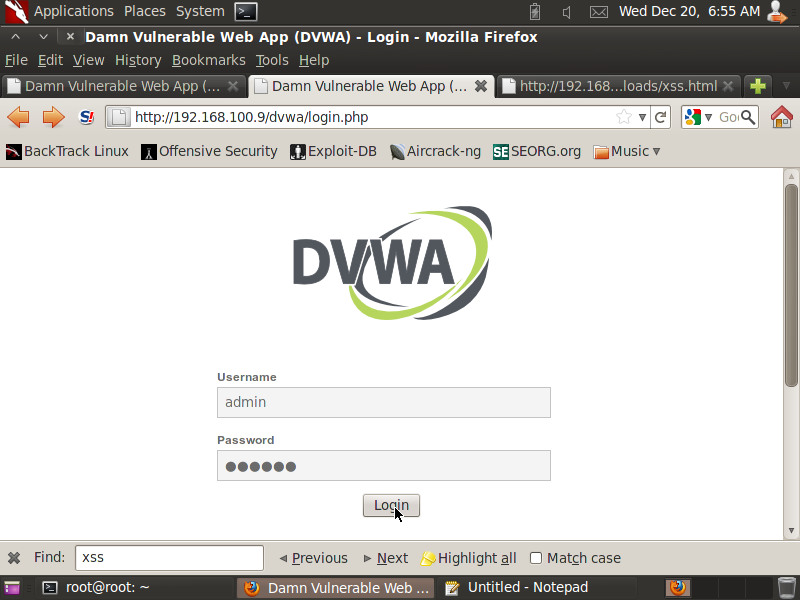 Applications Places System Wed Dec 20, 6:55 AM
Damn Vulnerable Web App (DVWA) - Login - Mozilla Firefox
File Edit View History Bookmarks Tools Help
Damn Vulnerable Web App (... Damn Vulnerable Web App (... http://192.168...loads/xss.html
S! http://192.168.100.9/dvwa/login.php Go
BackTrack Linux Offensive Security Exploit-DB Aircrack-ng SE SEORG.org Music
DVWA
Username
admin
Password
●●●●●●
Login
Find: xss Previous Next Highlight all Match case
root@root: ~ Damn Vulnerable Web ... Untitled - Notepad